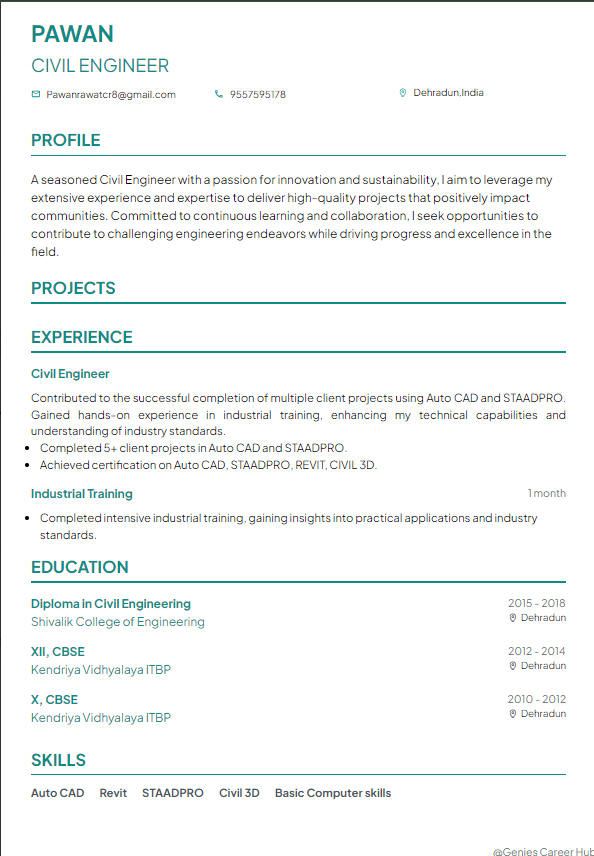 PAWAN
CIVIL ENGINEER
Pawanrawatcr8@gmail.com 9557595178 Dehradun,India
PROFILE
A seasoned Civil Engineer with a passion for innovation and sustainability, I aim to leverage my
extensive experience and expertise to deliver high-quality projects that positively impact
communities. Committed to continuous learning and collaboration, I seek opportunities to
contribute to challenging engineering endeavors while driving progress and excellence in the
field.
PROJECTS
EXPERIENCE
Civil Engineer
Contributed to the successful completion of multiple client projects using Auto CAD and STAADPRO.
Gained hands-on experience in industrial training, enhancing my technical capabilities and
understanding of industry standards.
• Completed 5+ client projects in Auto CAD and STAADPRO.
• Achieved certification on Auto CAD, STAADPRO, REVIT, CIVIL 3D.
Industrial Training 1 month
• Completed intensive industrial training, gaining insights into practical applications and industry
standards.
EDUCATION
Diploma in Civil Engineering 2015 - 2018
Shivalik College of Engineering Dehradun
XII, CBSE 2012 - 2014
Kendriya Vidhyalaya ITBP Dehradun
X, CBSE 2010 - 2012
Kendriya Vidhyalaya ITBP Dehradun
SKILLS
Auto CAD Revit STAADPRO Civil 3D Basic Computer skills
@Genies Career Hub